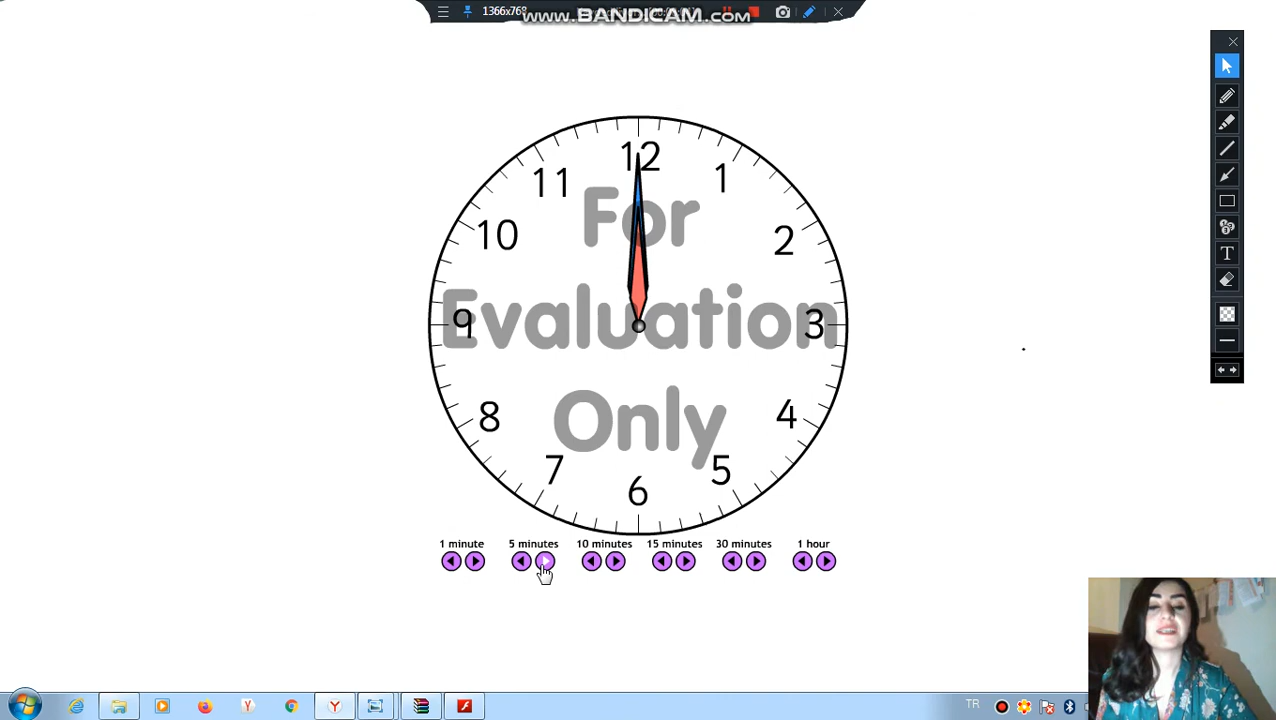 1366x768
www.BANDICAM.com
12
11
1
10
2
9
3
8
4
7
5
6
For
Evaluation
Only
1 minute
5 minutes
10 minutes
15 minutes
30 minutes
1 hour
TR